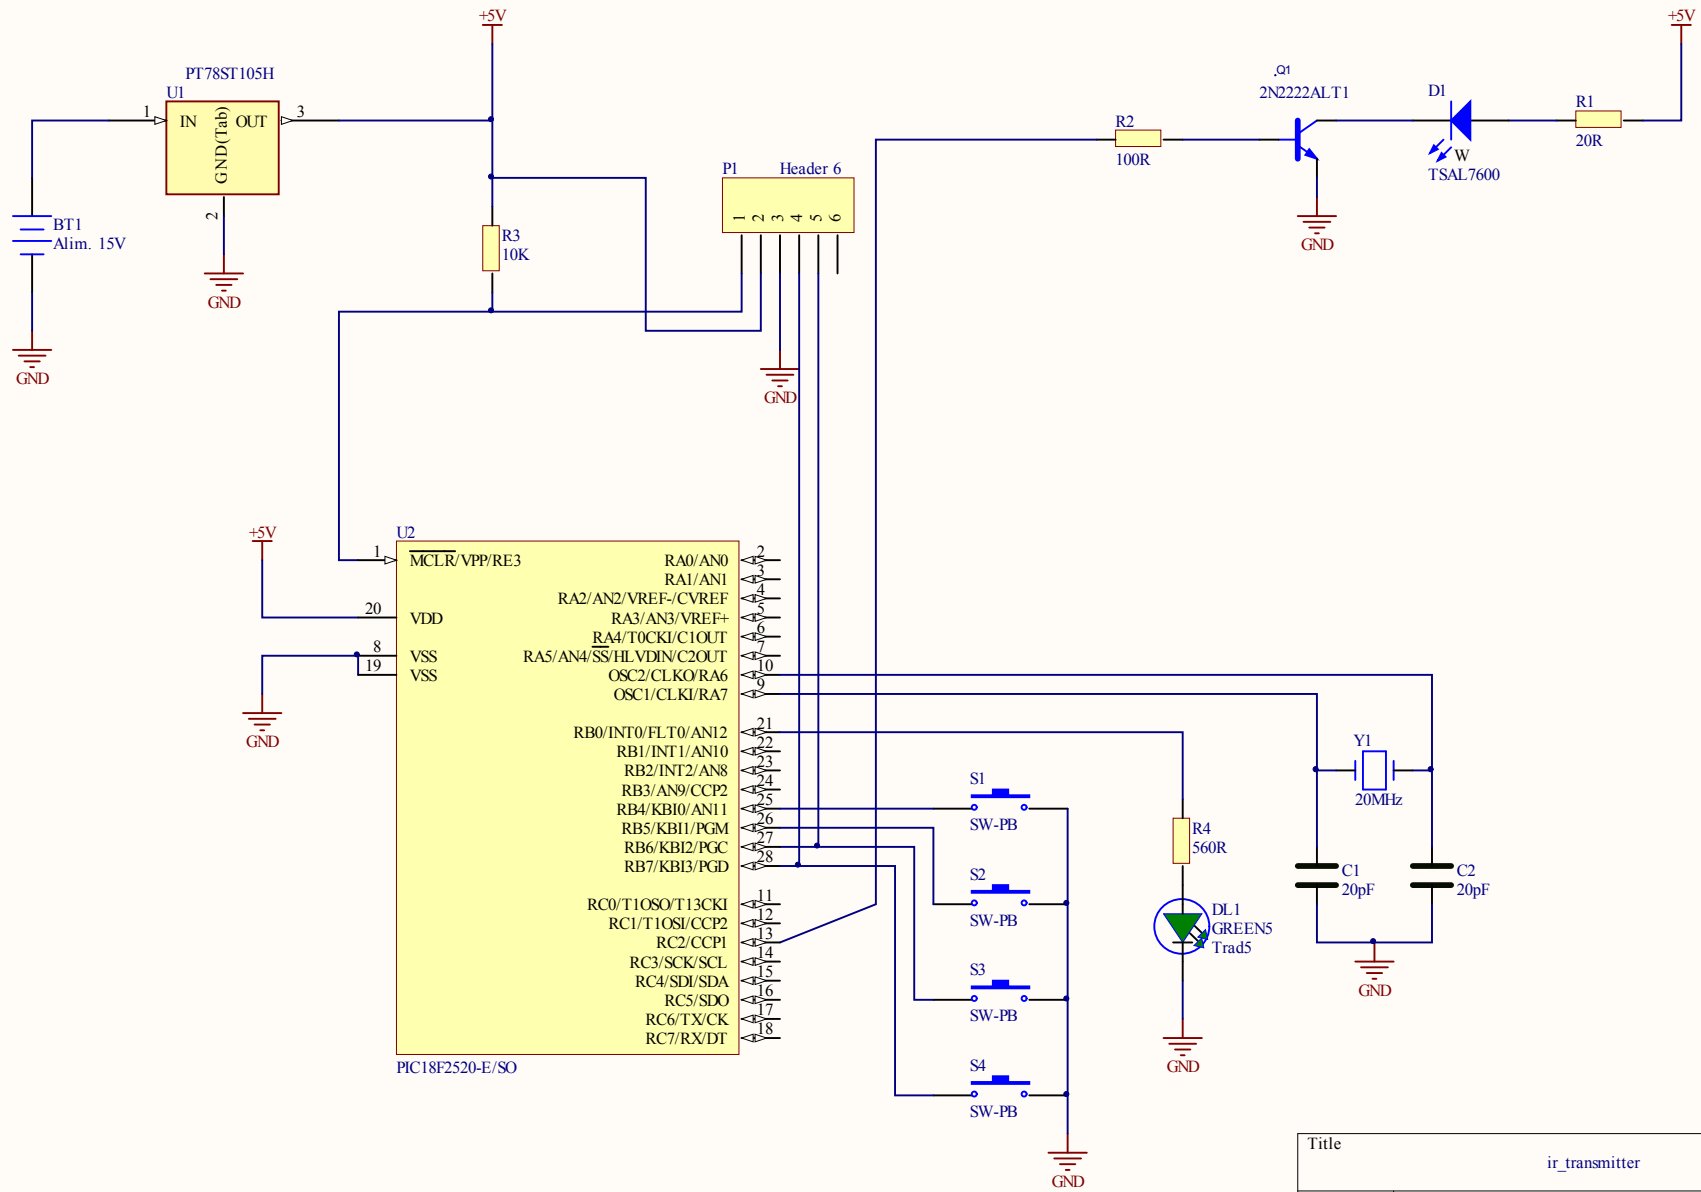 +5V
+5V
PT78ST105H
U1
1
IN
GND(Tab)
OUT
3
2
GND
BT1
Alim. 15V
GND
R3
10K
P1
Header 6
1
2
3
4
5
6
GND
R2
100R
.Q1
2N2222ALT1
GND
D1
W
TSAL7600
R1
20R
+5V
U2
1
MCLR/VPP/RE3
20
VDD
8
VSS
19
VSS
GND
RA0/AN0
2
RA1/AN1
3
RA2/AN2/VREF-/CVREF
4
RA3/AN3/VREF+
5
RA4/T0CKI/C1OUT
6
RA5/AN4/SS/HLVDIN/C2OUT
7
OSC2/CLKO/RA6
10
OSC1/CLKI/RA7
9
RB0/INT0/FLT0/AN12
21
RB1/INT1/AN10
22
RB2/INT2/AN8
23
RB3/AN9/CCP2
24
RB4/KBI0/AN11
25
RB5/KBI1/PGM
26
RB6/KBI2/PGC
27
RB7/KBI3/PGD
28
RC0/T1OSO/T13CKI
11
RC1/T1OSI/CCP2
12
RC2/CCP1
13
RC3/SCK/SCL
14
RC4/SDI/SDA
15
RC5/SDO
16
RC6/TX/CK
17
RC7/RX/DT
18
PIC18F2520-E/SO
S1
SW-PB
S2
SW-PB
S3
SW-PB
S4
SW-PB
GND
R4
560R
DL1
GREEN5
Trad5
GND
Y1
20MHz
C1
20pF
C2
20pF
GND
Title
ir_transmitter